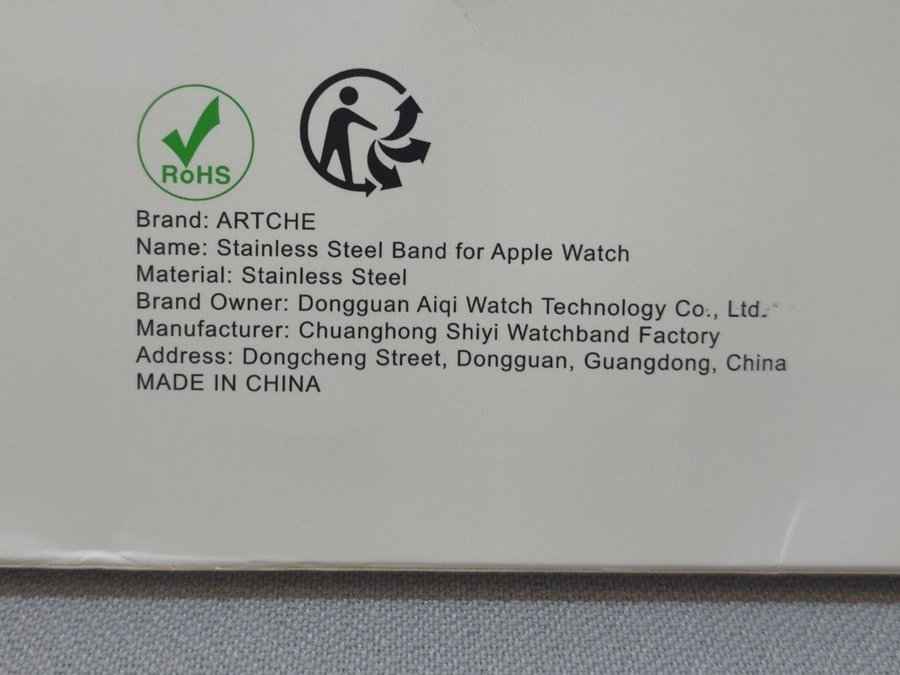 RoHS
Brand: ARTCHE
Name: Stainless Steel Band for Apple Watch
Material: Stainless Steel
Brand Owner: Dongguan Aiqi Watch Technology Co., Ltd.
Manufacturer: Chuanghong Shiyi Watchband Factory
Address: Dongcheng Street, Dongguan, Guangdong, China
MADE IN CHINA